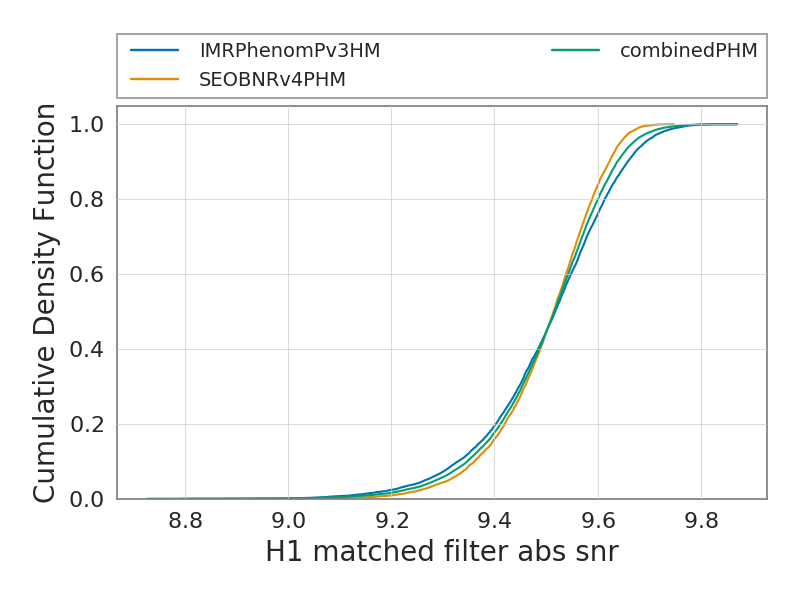 IMRPhenomPv3HM
SEOBNRv4PHM
combinedPHM
Cumulative Density Function
1.0
0.8
0.6
0.4
0.2
0.0
8.8 9.0 9.2 9.4 9.6 9.8
H1 matched filter abs snr